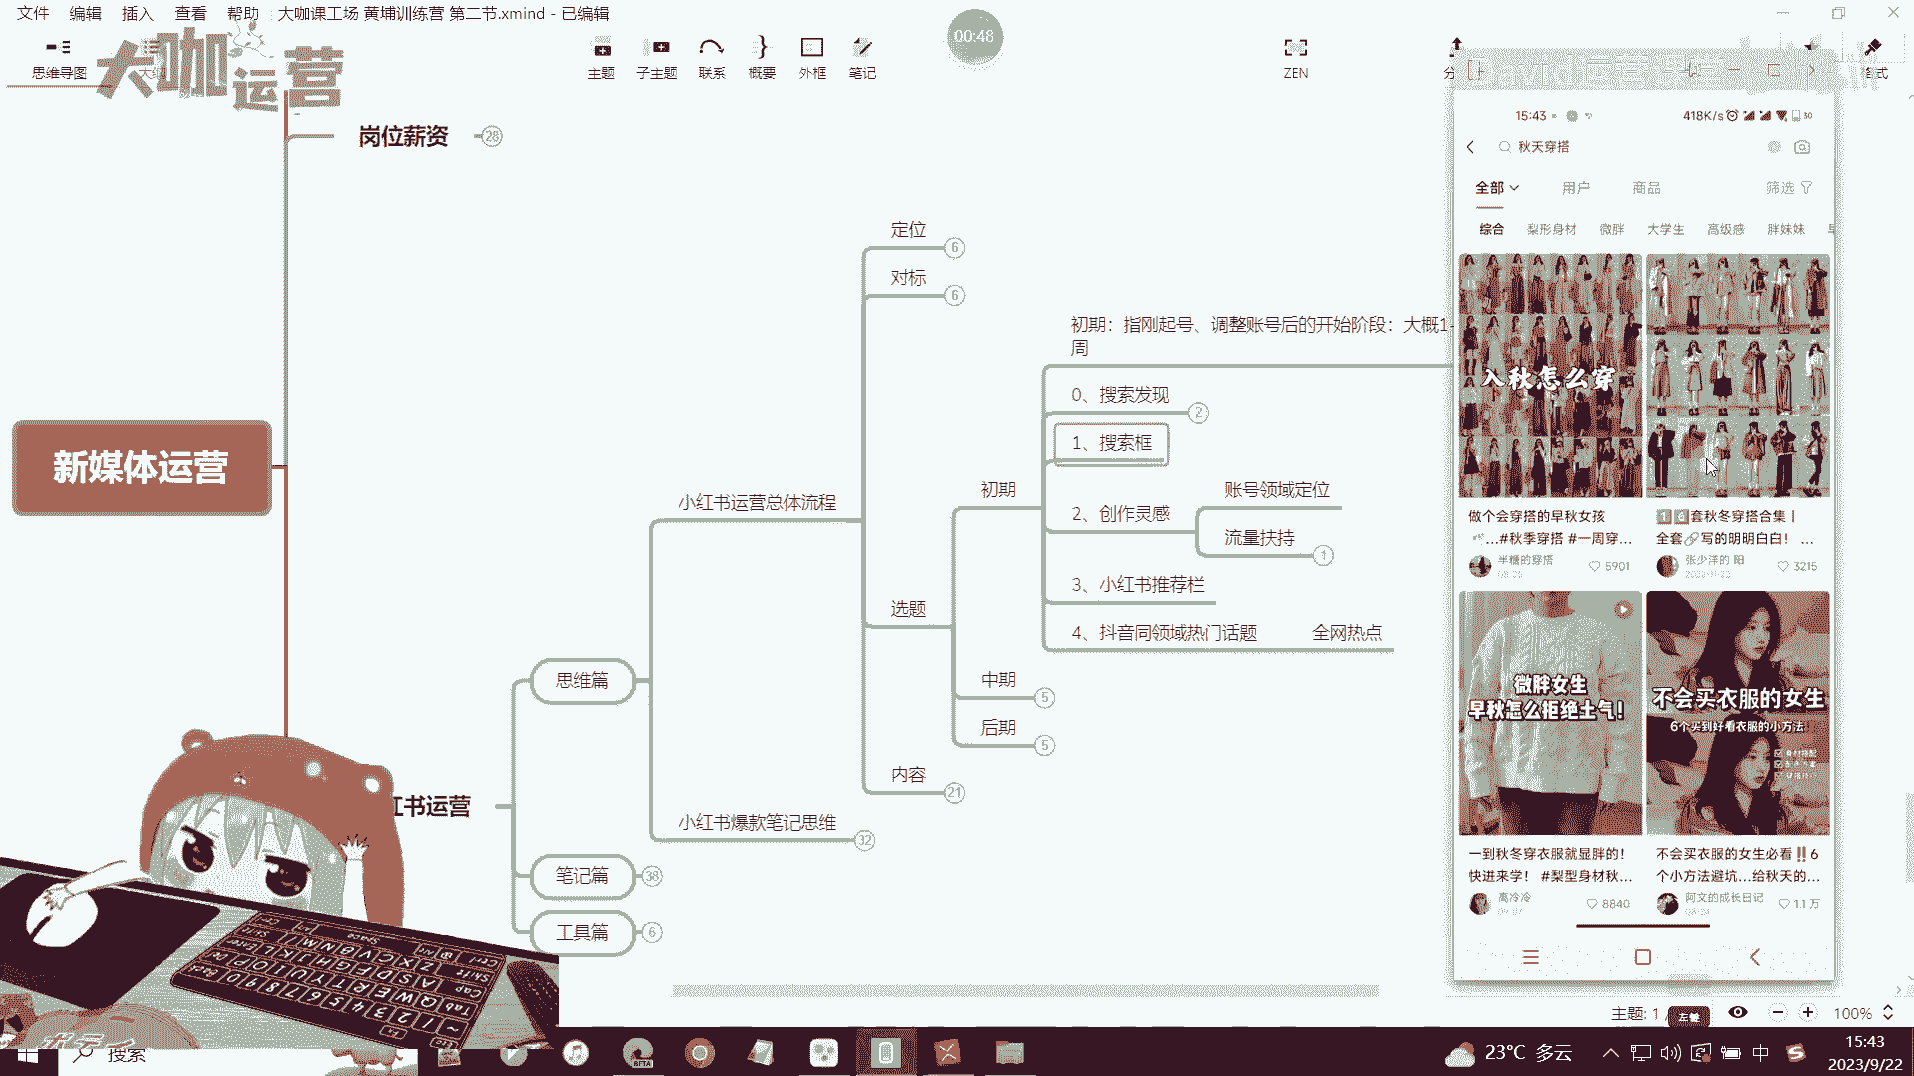 文件 编辑 插入 查看 帮助 大咖课工场 黄埔训练营 第二节.xmind - 已编辑
思维导图
大咖运营
主题 子主题 联系 概要 外框 笔记
00:48
ZEN
岗位薪资 28
新媒体运营
红书运营
思维篇
笔记篇 38
工具篇 6
小红书运营总体流程
小红书爆款笔记思维 32
定位 6
对标 6
选题
内容 21
初期
中期 5
后期 5
初期：指刚起号、调整账号后的开始阶段：大概1-
周
0、搜索发现 2
1、搜索框
2、创作灵感
账号领域定位
流量扶持 1
3、小红书推荐栏
4、抖音同领域热门话题 全网热点
15:43 418K/s 30
秋天穿搭
全部 用户 商品 筛选
综合 梨形身材 微胖 大学生 高级感 胖妹妹
入秋怎么穿
做个会穿搭的早秋女孩
...#秋季穿搭 #一周穿...
半糖的穿搭 5901
16套秋冬穿搭合集|
全套🔗写的明明白白！ ...
张少洋的 阳 3215
微胖女生
早秋怎么拒绝土气！
一到秋冬穿衣服就显胖的！
快进来学！ #梨型身材秋...
高冷冷 8840
不会买衣服的女生
6个买到好看衣服的小方法
不会买衣服的女生必看‼️6
个小方法避坑...给秋天的...
阿文的成长日记 1.1万
主题: 1 /
左键
100%
搜索
23°C 多云
中
15:43
2023/9/22